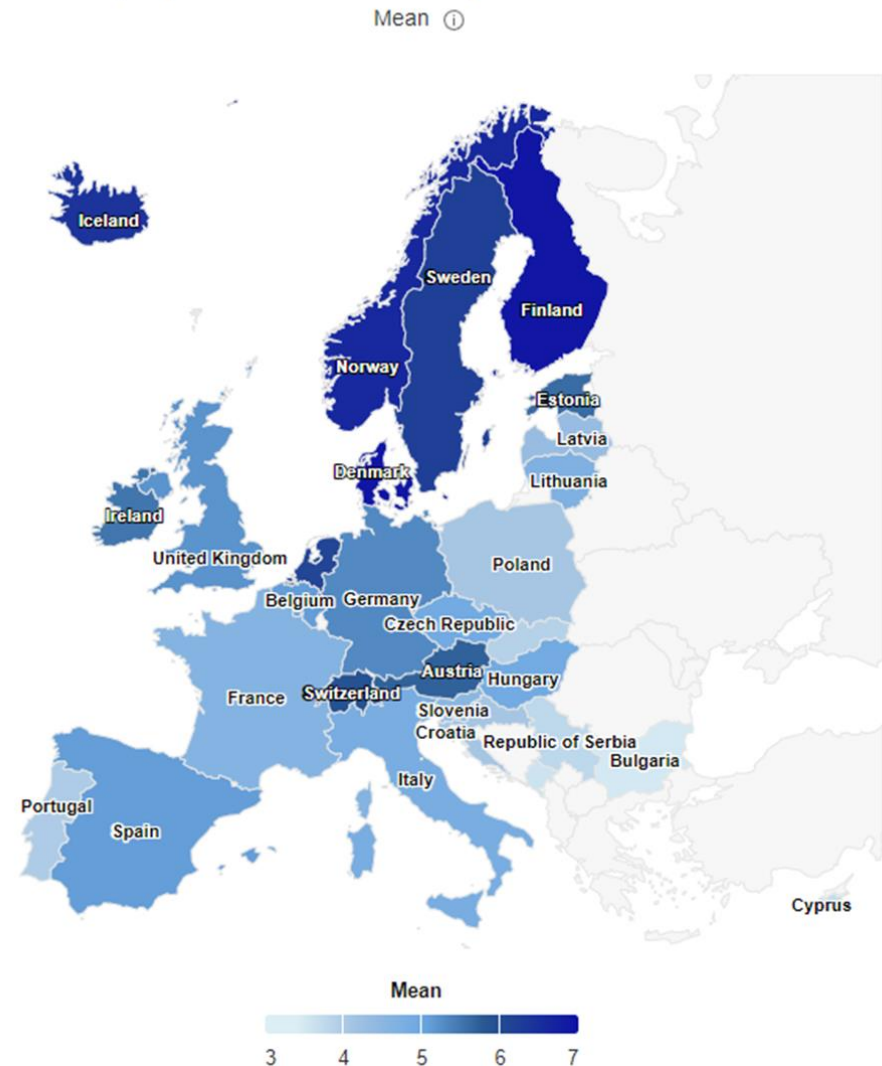 Mean ⓘ
Iceland
Sweden
Finland
Norway
Estonia
Latvia
Denmark
Lithuania
Ireland
United Kingdom
Poland
Belgium
Germany
Czech Republic
Austria
Hungary
France
Switzerland
Slovenia
Croatia
Republic of Serbia
Bulgaria
Italy
Portugal
Spain
Cyprus
Mean
3 4 5 6 7